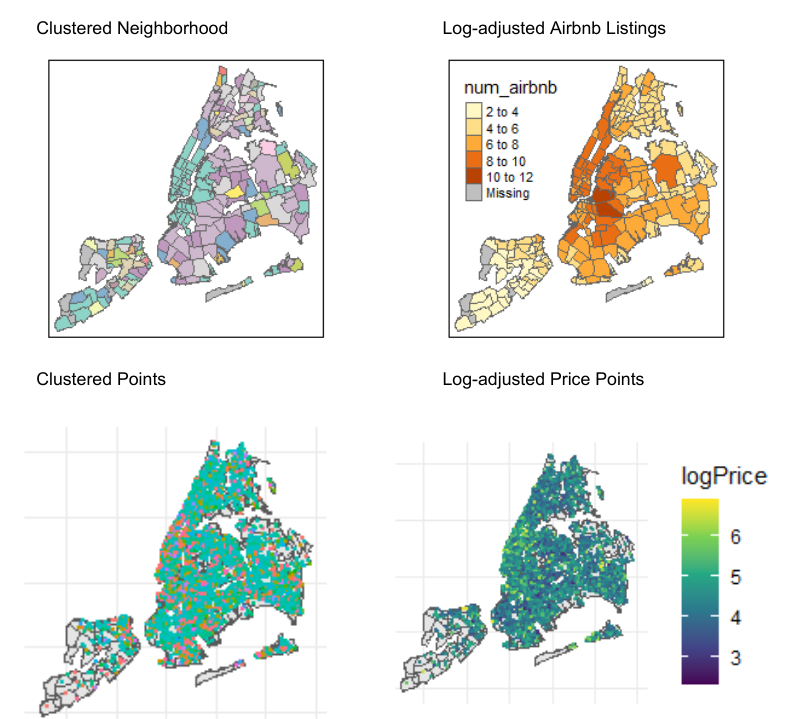 Clustered Neighborhood
Log-adjusted Airbnb Listings
num_airbnb
2 to 4
4 to 6
6 to 8
8 to 10
10 to 12
Missing
Clustered Points
Log-adjusted Price Points
logPrice
6
5
4
3